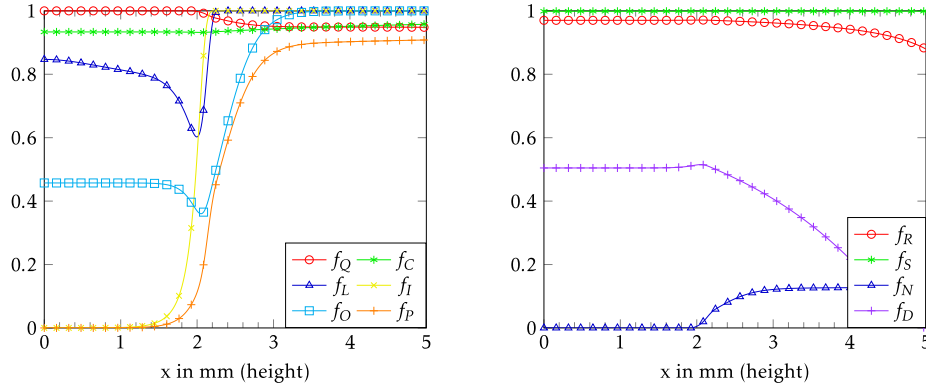 1
0.8
0.6
0.4
0.2
0
0 1 2 3 4 5
x in mm (height)
f_Q f_C
f_L f_I
f_O f_P
1
0.8
0.6
0.4
0.2
0
0 1 2 3 4 5
x in mm (height)
f_R
f_S
f_N
f_D